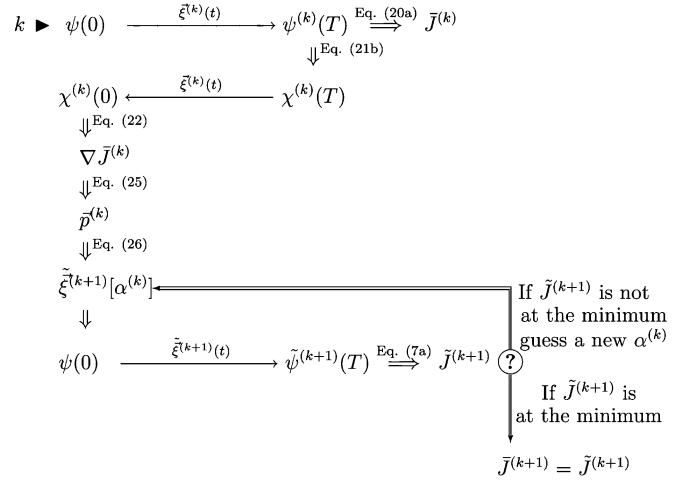 k ► ψ(0) ξ⃗^(k)(t) ψ^(k)(T) Eq. (20a) J̄^(k)
⇓ Eq. (21b)
χ^(k)(0) ξ⃗^(k)(t) χ^(k)(T)
⇓ Eq. (22)
∇J̄^(k)
⇓ Eq. (25)
p⃗^(k)
⇓ Eq. (26)
ξ⃗̃^(k+1)[α^(k)]
If J̃^(k+1) is not
at the minimum
guess a new α^(k)
⇓
ψ(0) ξ⃗̃^(k+1)(t) ψ̃^(k+1)(T) Eq. (7a) J̃^(k+1) ?
If J̃^(k+1) is
at the minimum
J̄^(k+1) = J̃^(k+1)